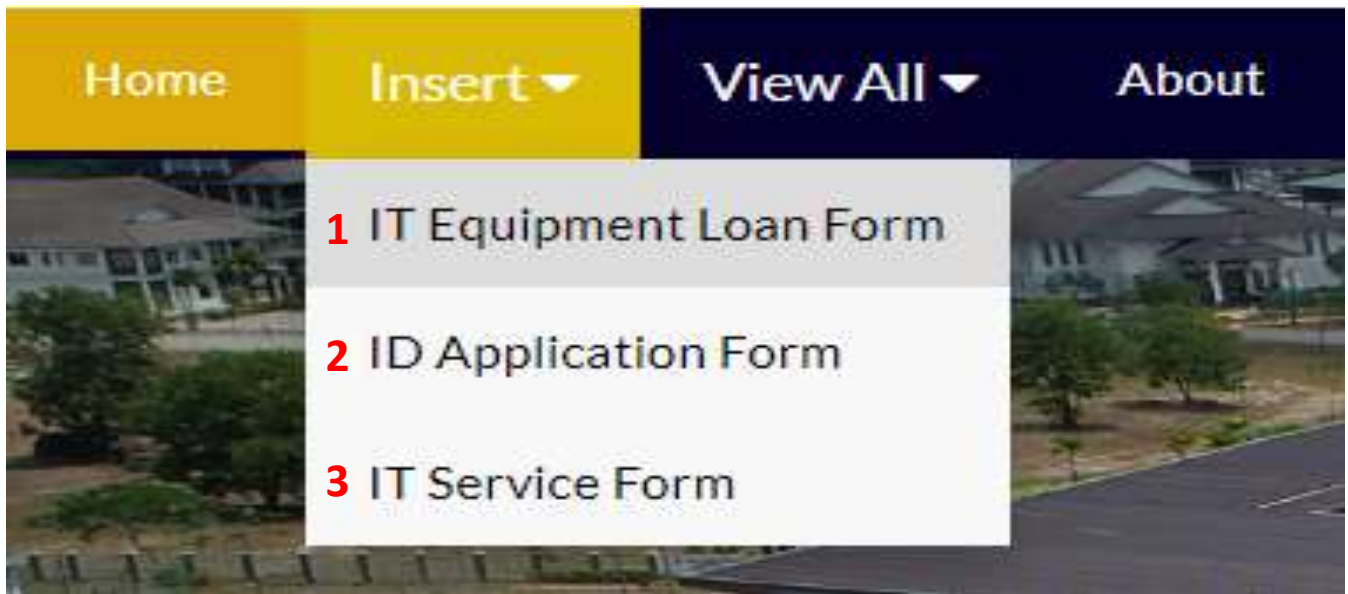 Home Insert View All About
1 IT Equipment Loan Form
2 ID Application Form
3 IT Service Form